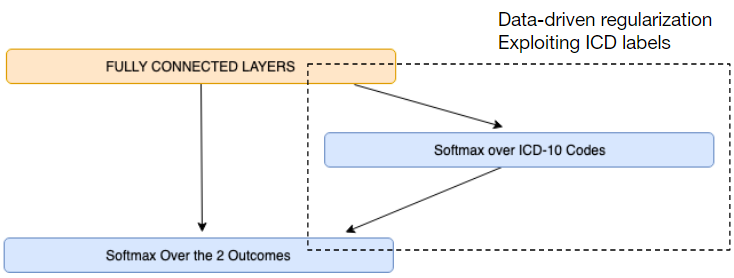 Data-driven regularization
Exploiting ICD labels
FULLY CONNECTED LAYERS
Softmax over ICD-10 Codes
Softmax Over the 2 Outcomes